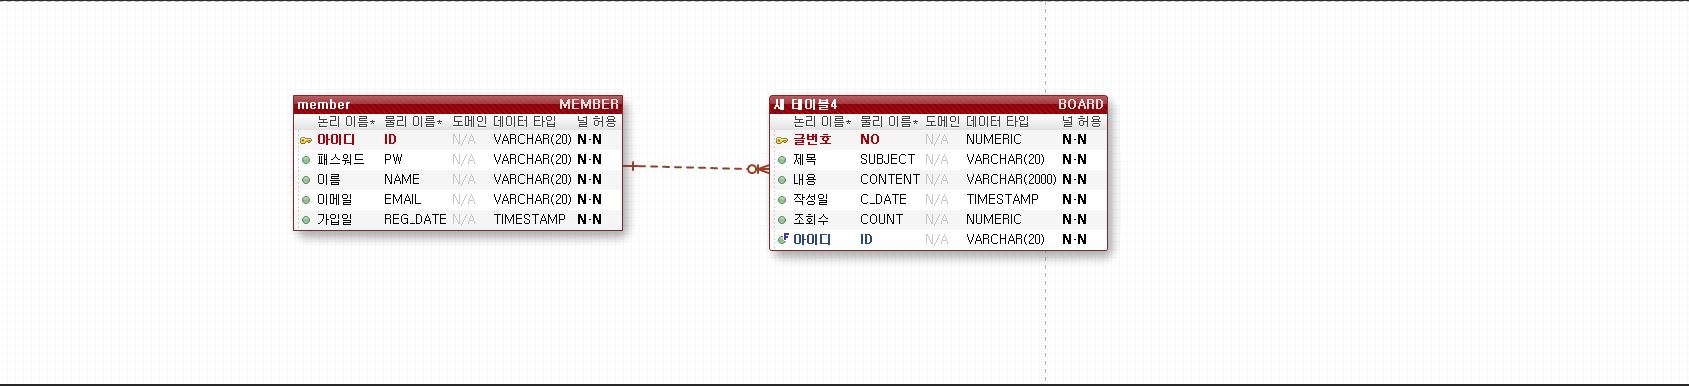 member MEMBER
논리 이름* 물리 이름* 도메인 데이터 타입 널 허용
아이디 ID N/A VARCHAR(20) N-N
패스워드 PW N/A VARCHAR(20) N-N
이름 NAME N/A VARCHAR(20) N-N
이메일 EMAIL N/A VARCHAR(20) N-N
가입일 REG_DATE N/A TIMESTAMP N-N
새 테이블4 BOARD
논리 이름* 물리 이름* 도메인 데이터 타입 널 허용
글번호 NO N/A NUMERIC N-N
제목 SUBJECT N/A VARCHAR(20) N-N
내용 CONTENT N/A VARCHAR(2000) N-N
작성일 C_DATE N/A TIMESTAMP N-N
조회수 COUNT N/A NUMERIC N-N
F 아이디 ID N/A VARCHAR(20) N-N